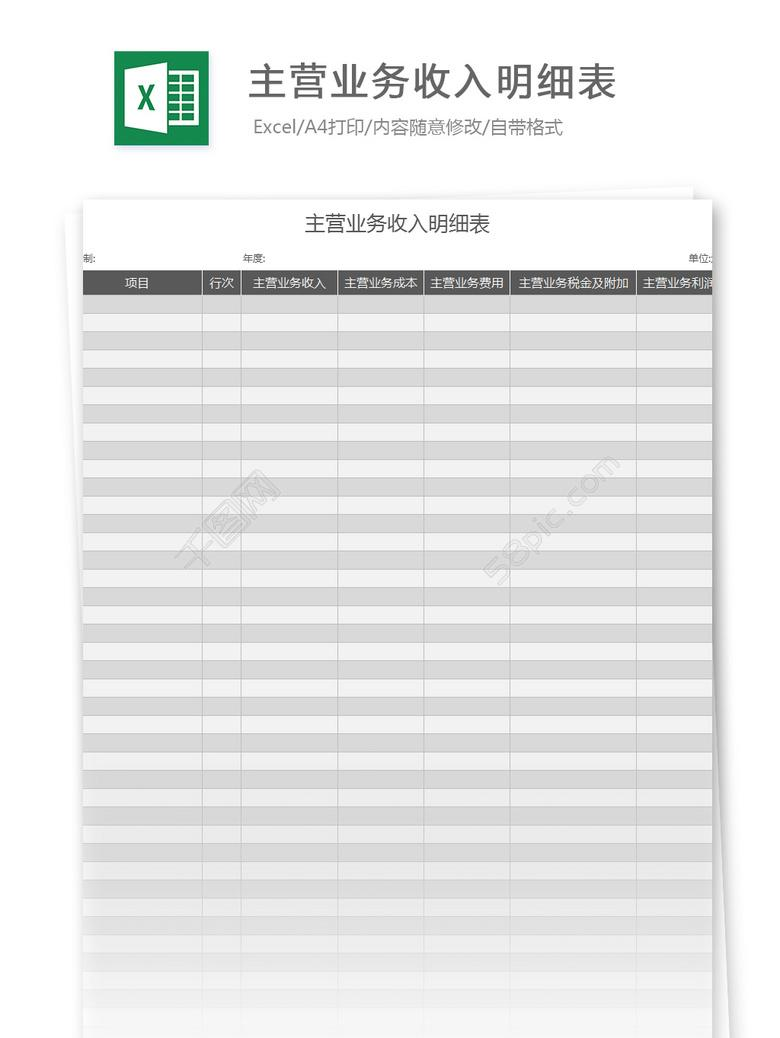 X
主营业务收入明细表
Excel/A4打印/内容随意修改/自带格式
主营业务收入明细表
制: 年度: 单位:
项目 行次 主营业务收入 主营业务成本 主营业务费用 主营业务税金及附加 主营业务利润
千图网 58pic.com